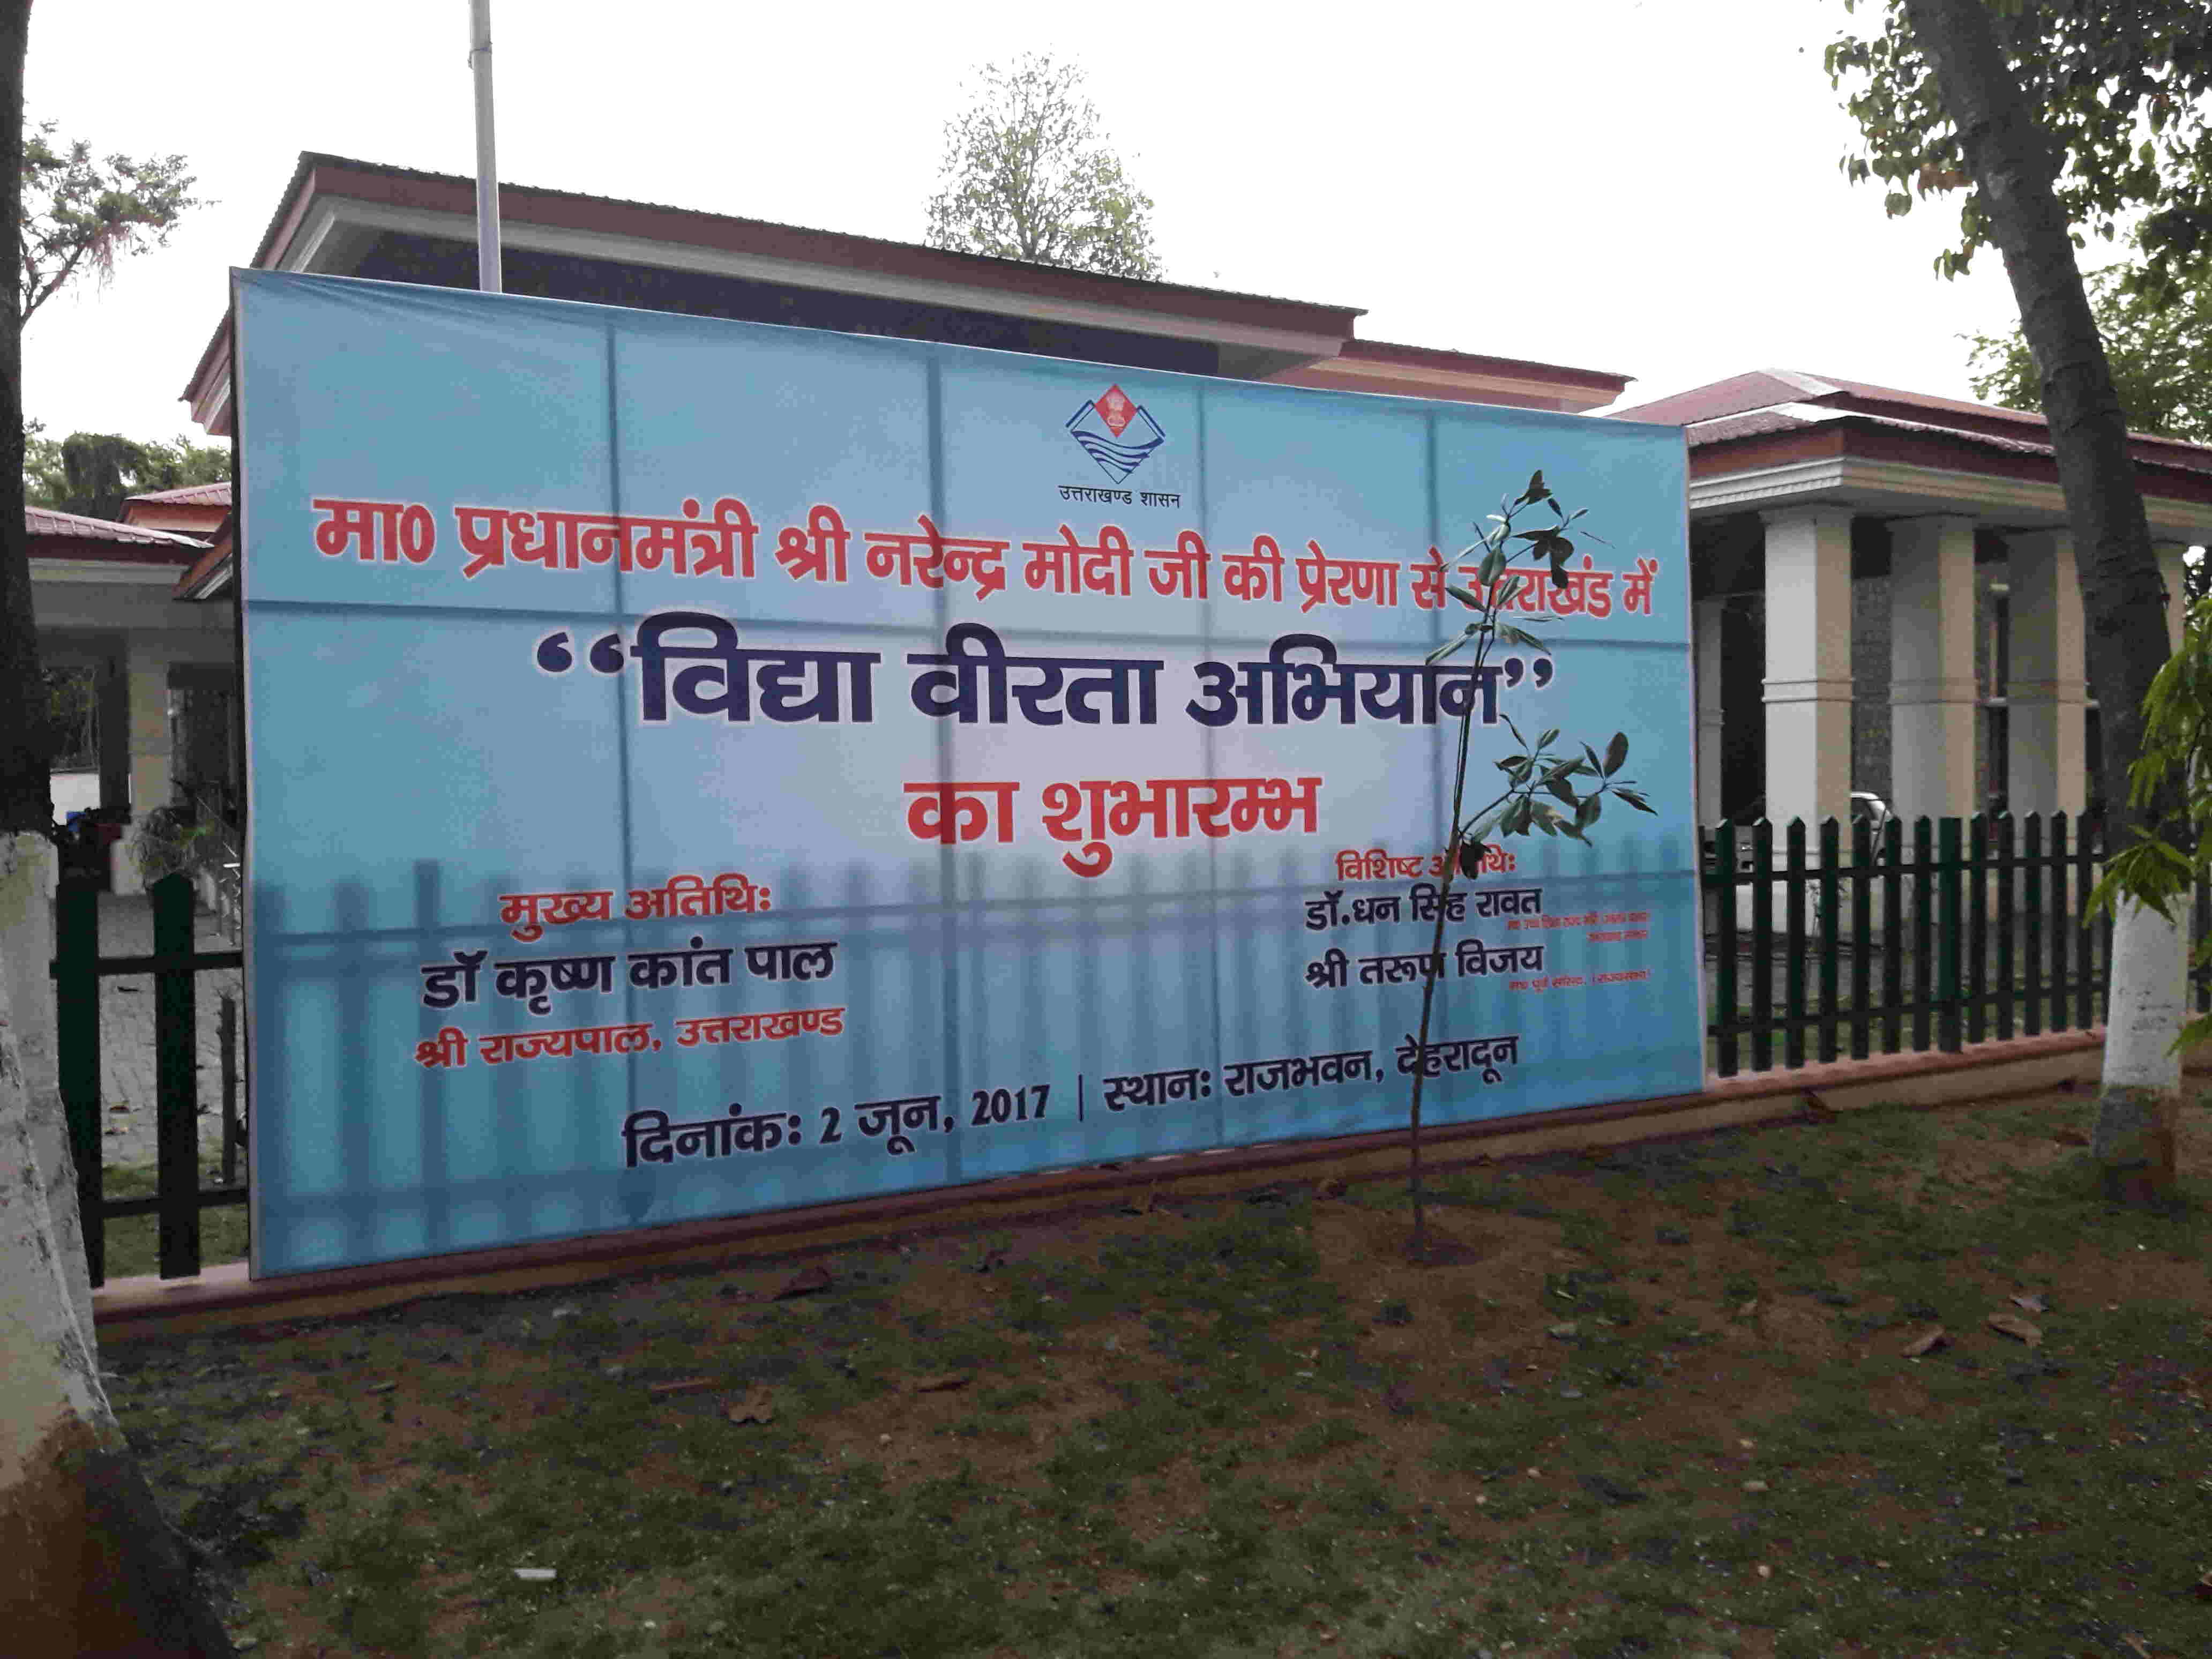 उत्तराखण्ड शासन
मा० प्रधानमंत्री श्री नरेन्द्र मोदी जी की प्रेरणा से उत्तराखंड में
“विद्या वीरता अभियान”
का शुभारम्भ
मुख्य अतिथिः
डॉ कृष्ण कांत पाल
श्री राज्यपाल, उत्तराखण्ड
विशिष्ट अतिथिः
डॉ.धन सिंह रावत
श्री तरूण विजय
दिनांकः 2 जून, 2017 | स्थानः राजभवन, देहरादून